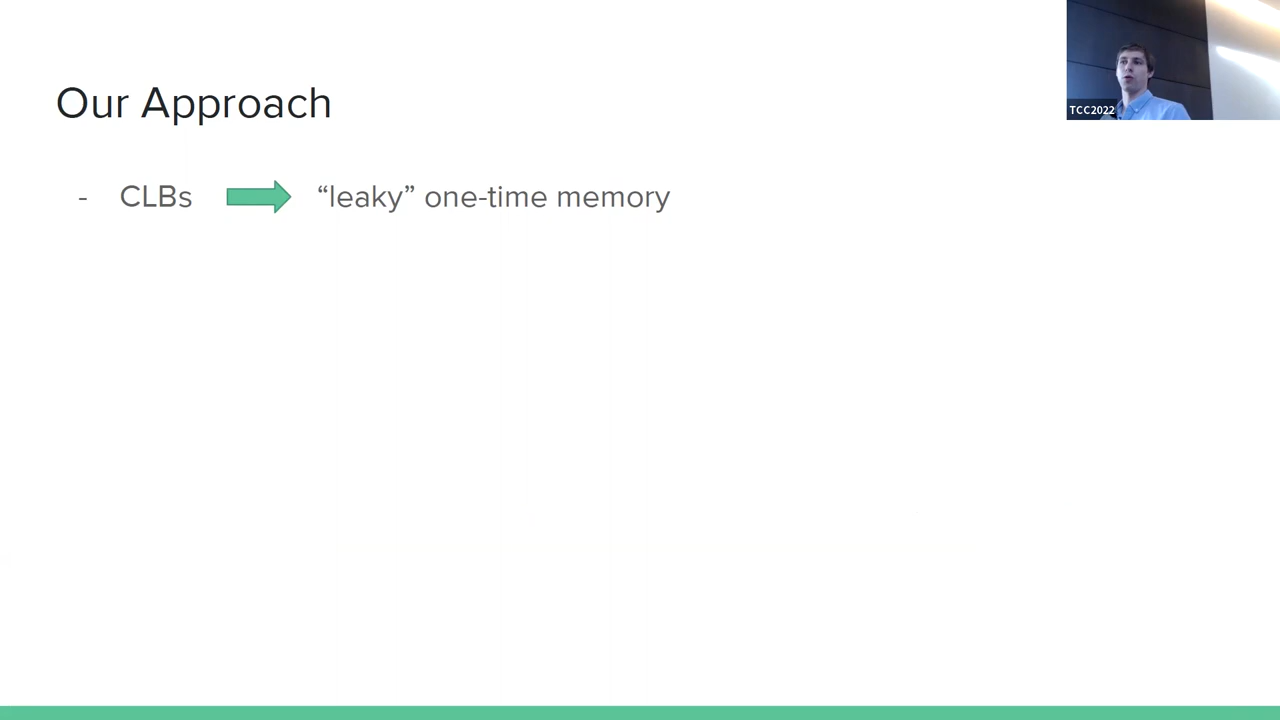 TCC2022
Our Approach
- CLBs “leaky” one-time memory